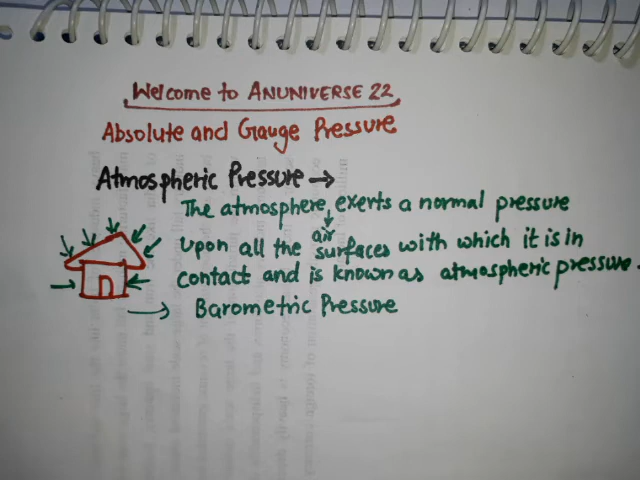 Welcome to ANUNIVERSE 22
Absolute and Gauge Pressure
Atmospheric Pressure →
The atmosphere exerts a normal pressure
air
upon all the surfaces with which it is in
contact and is known as atmospheric pressure.
→ Barometric Pressure